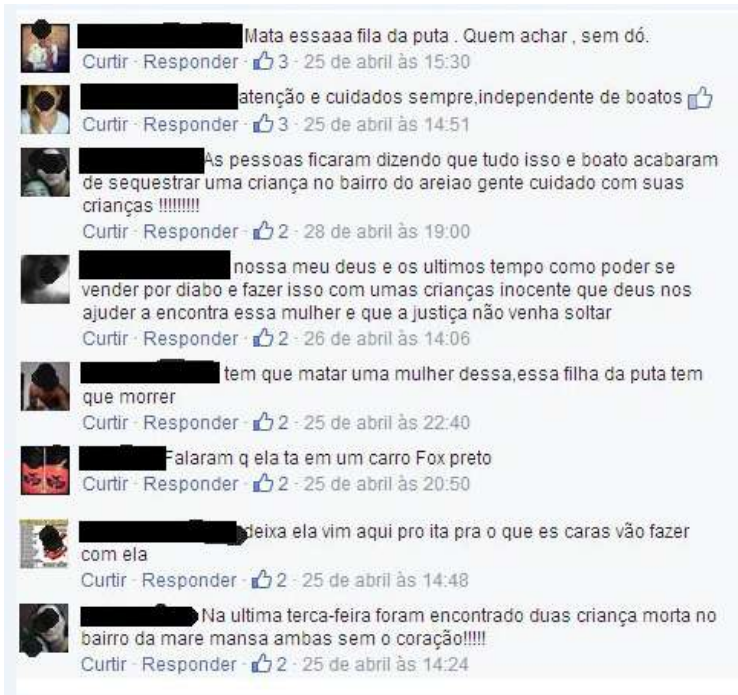 Mata essaaa fila da puta . Quem achar , sem dó.
Curtir · Responder · 3 · 25 de abril às 15:30
atenção e cuidados sempre,independente de boatos
Curtir · Responder · 3 · 25 de abril às 14:51
As pessoas ficaram dizendo que tudo isso e boato acabaram
de sequestrar uma criança no bairro do areiao gente cuidado com suas
crianças !!!!!!!!!
Curtir · Responder · 2 · 28 de abril às 19:00
nossa meu deus e os ultimos tempo como poder se
vender por diabo e fazer isso com umas crianças inocente que deus nos
ajuder a encontra essa mulher e que a justiça não venha soltar
Curtir · Responder · 2 · 26 de abril às 14:06
tem que matar uma mulher dessa,essa filha da puta tem
que morrer
Curtir · Responder · 2 · 25 de abril às 22:40
Falaram q ela ta em um carro Fox preto
Curtir · Responder · 2 · 25 de abril às 20:50
deixa ela vim aqui pro ita pra o que es caras vão fazer
com ela
Curtir · Responder · 2 · 25 de abril às 14:48
Na ultima terca-feira foram encontrado duas criança morta no
bairro da mare mansa ambas sem o coração!!!!!
Curtir · Responder · 2 · 25 de abril às 14:24